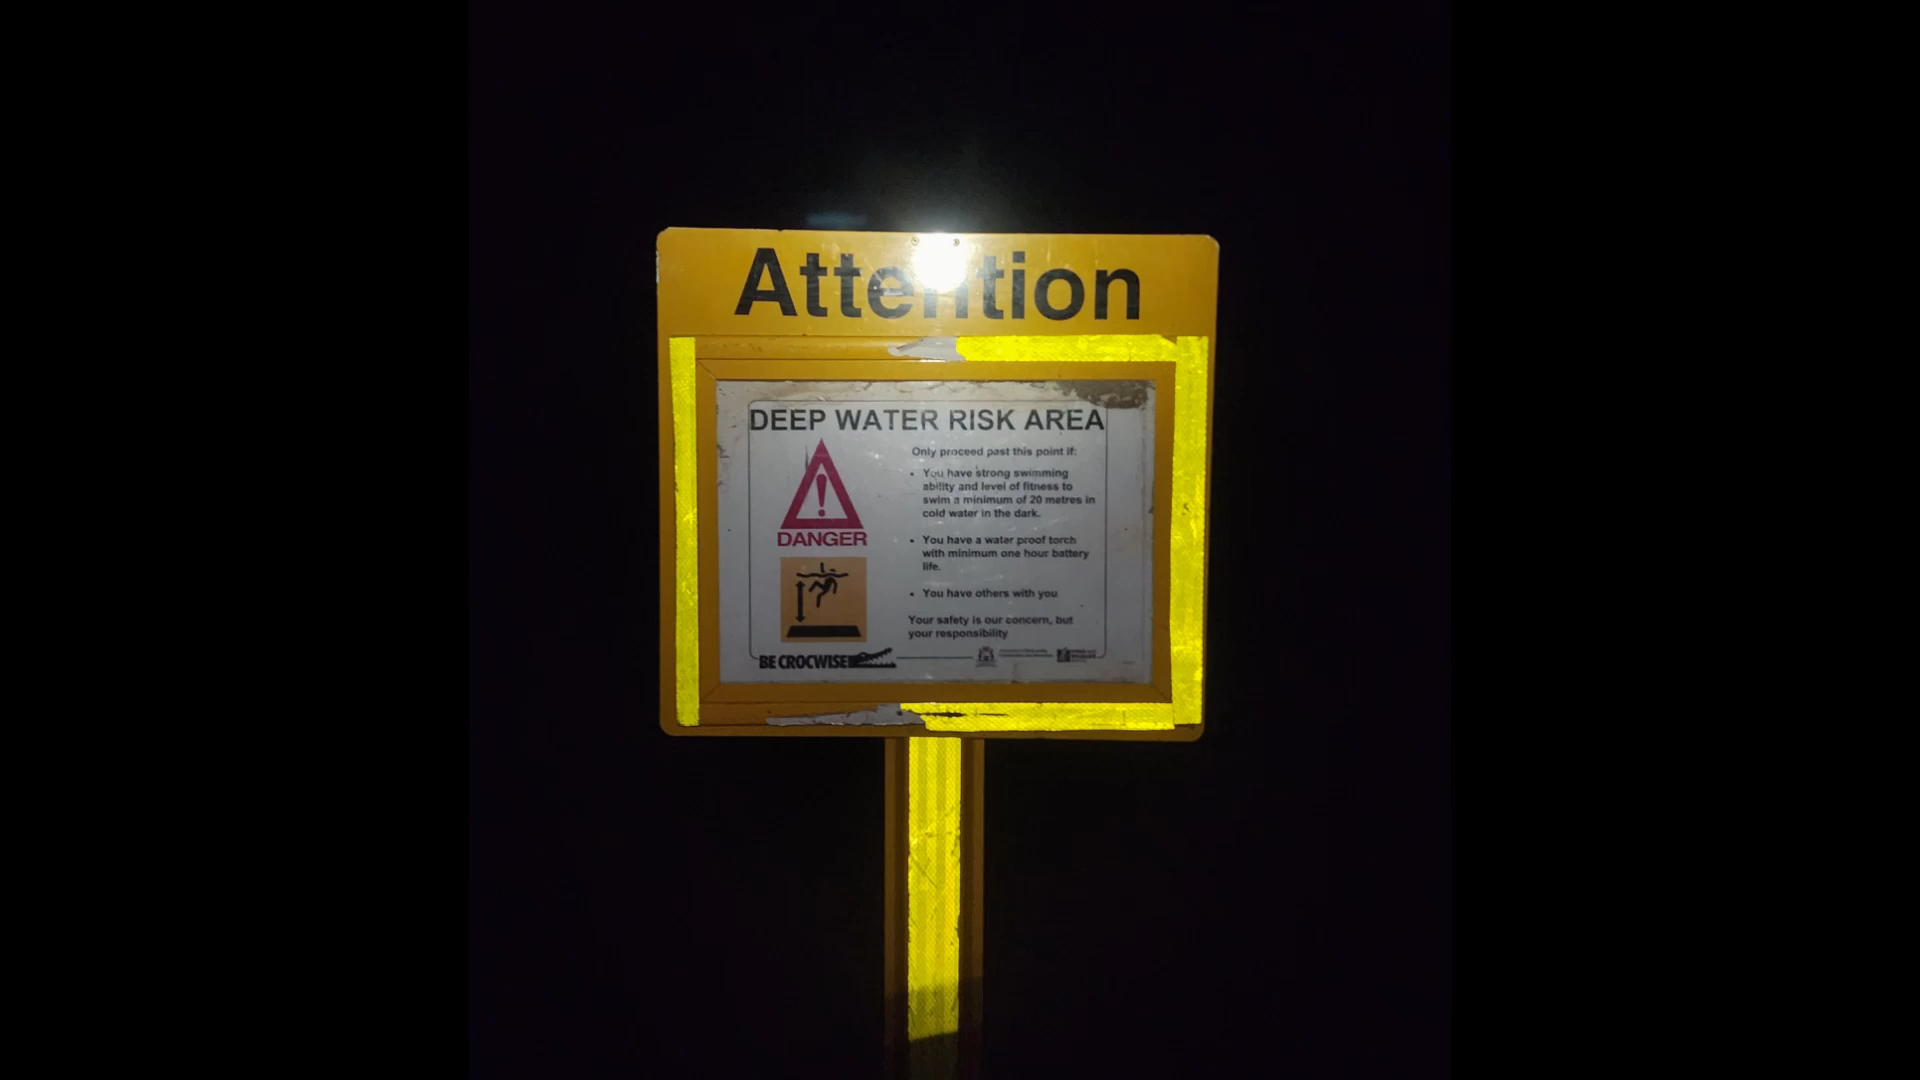 Attention
DEEP WATER RISK AREA
Only proceed past this point if:
• You have strong swimming
ability and level of fitness to
swim a minimum of 20 metres in
cold water in the dark.
• You have a water proof torch
with minimum one hour battery
life.
• You have others with you
Your safety is our concern, but
your responsibility
DANGER
BE CROCWISE